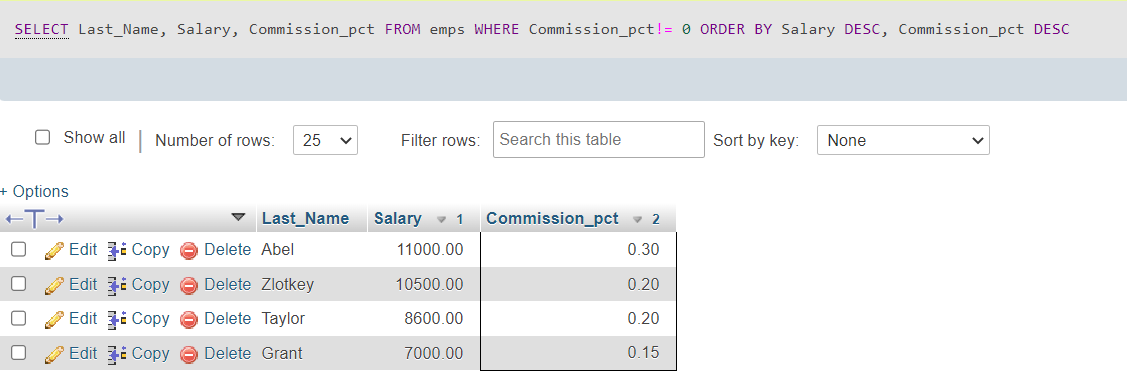 SELECT Last_Name, Salary, Commission_pct FROM emps WHERE Commission_pct!= 0 ORDER BY Salary DESC, Commission_pct DESC
Show all | Number of rows: 25 Filter rows: Search this table Sort by key: None
+ Options
←T→ Last_Name Salary 1 Commission_pct 2
Edit Copy Delete Abel 11000.00 0.30
Edit Copy Delete Zlotkey 10500.00 0.20
Edit Copy Delete Taylor 8600.00 0.20
Edit Copy Delete Grant 7000.00 0.15